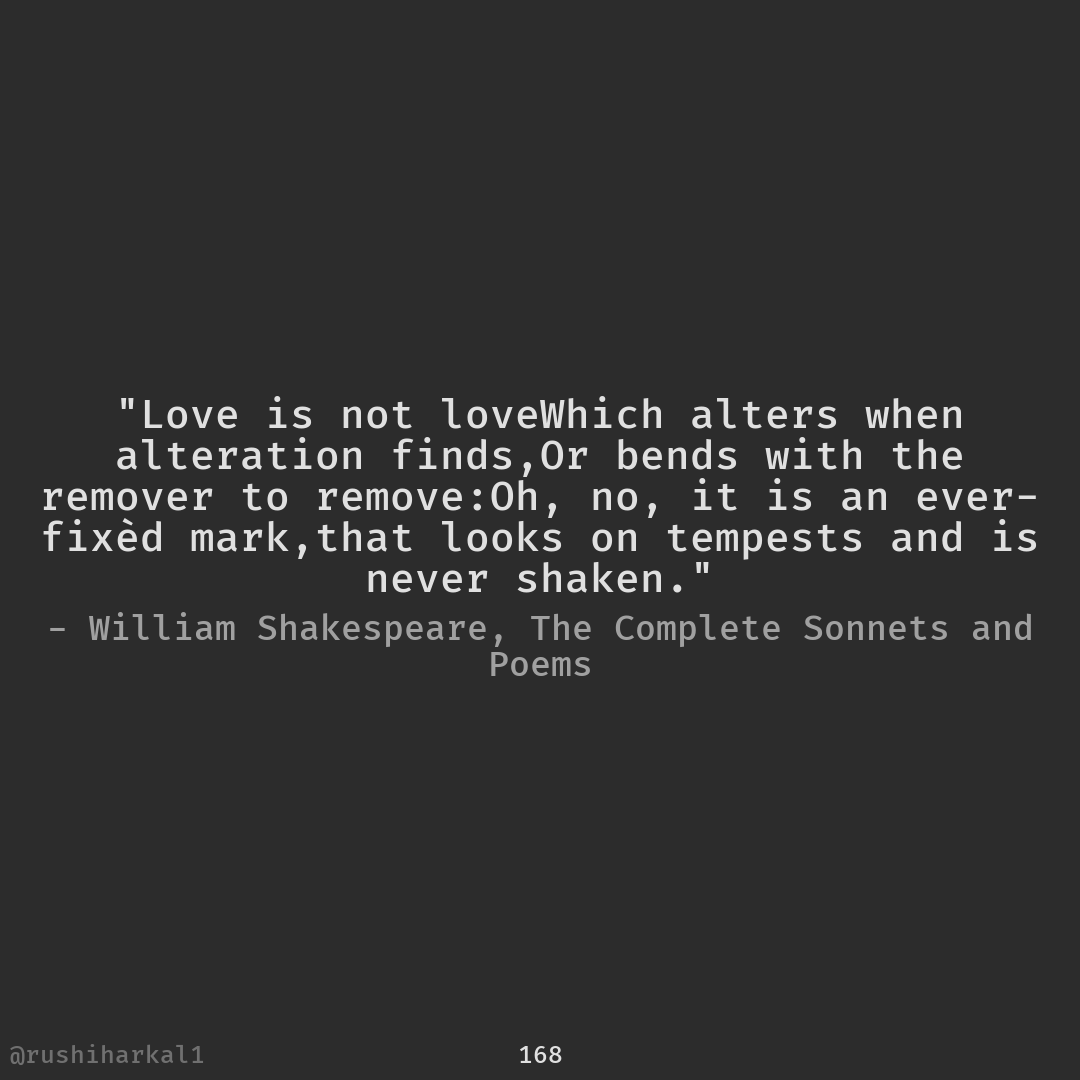 "Love is not loveWhich alters when
alteration finds,Or bends with the
remover to remove:Oh, no, it is an ever-
fixèd mark,that looks on tempests and is
never shaken."
- William Shakespeare, The Complete Sonnets and
Poems
@rushiharkal1
168